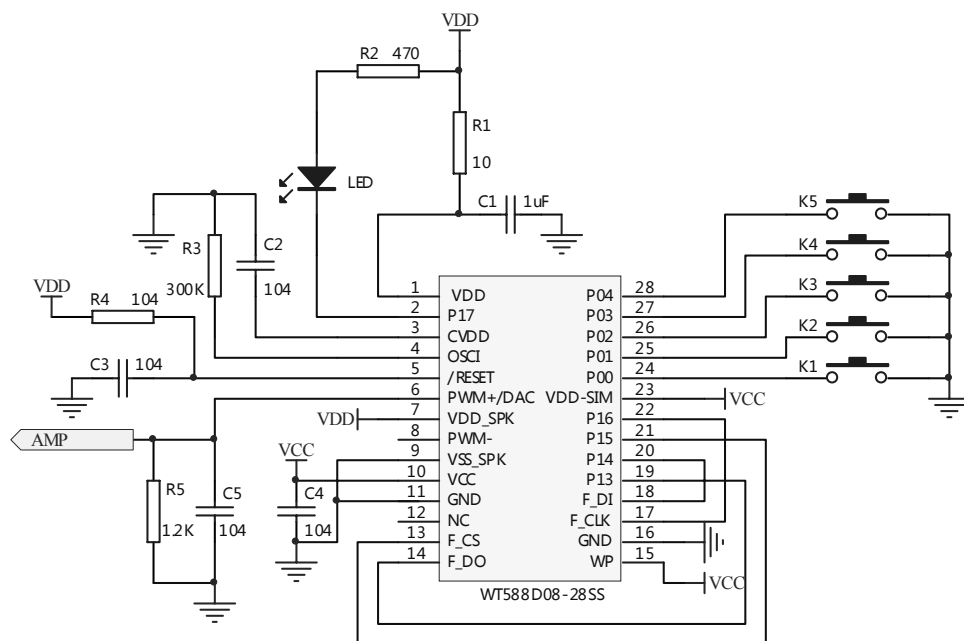 VDD
R2 470
R1
10
LED
C1 1uF
R3
300K
C2
104
VDD
R4 104
C3 104
AMP
R5
1.2K
C5
104
VDD
VCC
C4
104
1 VDD
2 P17
3 CVDD
4 OSCI
5 /RESET
6 PWM+/DAC
7 VDD_SPK
8 PWM-
9 VSS_SPK
10 VCC
11 GND
12 NC
13 F_CS
14 F_DO
P04 28
P03 27
P02 26
P01 25
P00 24
VDD-SIM 23
P16 22
P15 21
P14 20
P13 19
F_DI 18
F_CLK 17
GND 16
WP 15
WT588D08-28SS
K5
K4
K3
K2
K1
VCC
VCC